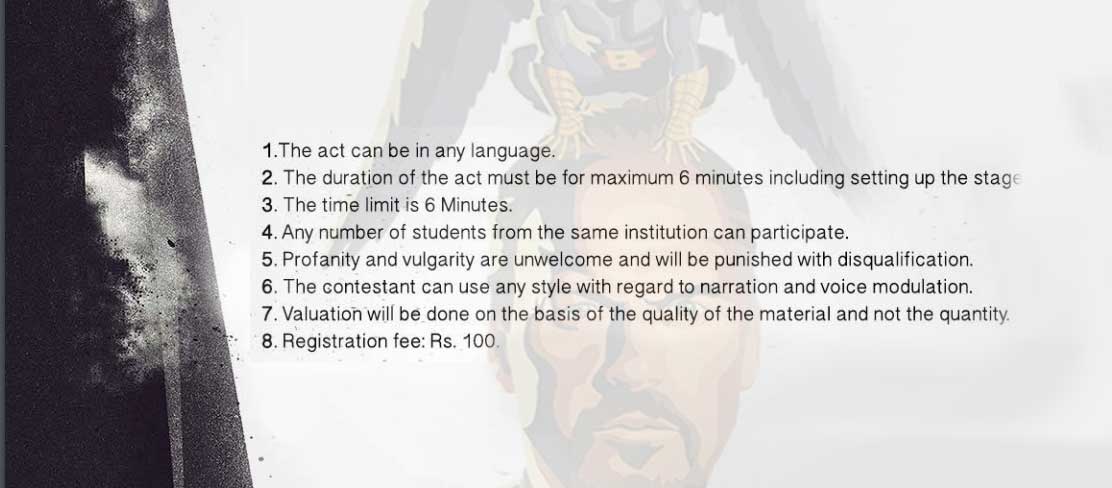 1.The act can be in any language.
2. The duration of the act must be for maximum 6 minutes including setting up the stage
3. The time limit is 6 Minutes.
4. Any number of students from the same institution can participate.
5. Profanity and vulgarity are unwelcome and will be punished with disqualification.
6. The contestant can use any style with regard to narration and voice modulation.
7. Valuation will be done on the basis of the quality of the material and not the quantity.
8. Registration fee: Rs. 100.